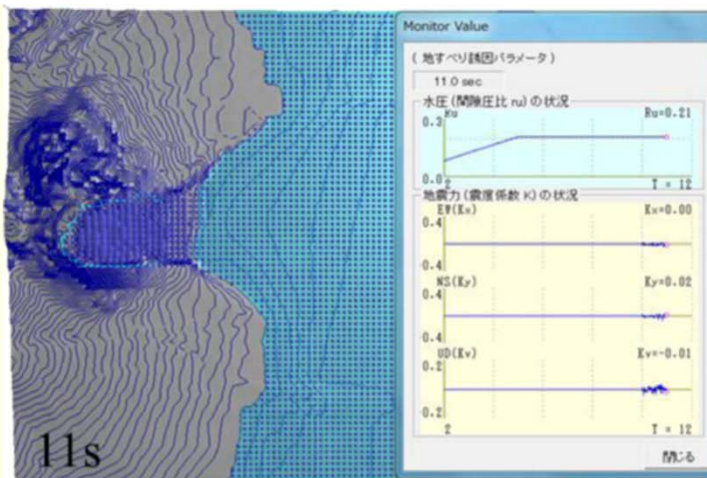 Monitor Value
( 地すべり誘因パラメータ )
11.0 sec
水圧(間隙圧比 ru)の状況
0.3
Ru
Ru=0.21
0.0
2
T = 12
地震力(震度係数 K)の状況
0.4
EW(Kx)
Kx=0.00
0.4
0.4
NS(Ky)
Ky=0.02
0.4
0.2
UD(Kv)
Kv=-0.01
0.2
2
T = 12
閉じる
11s